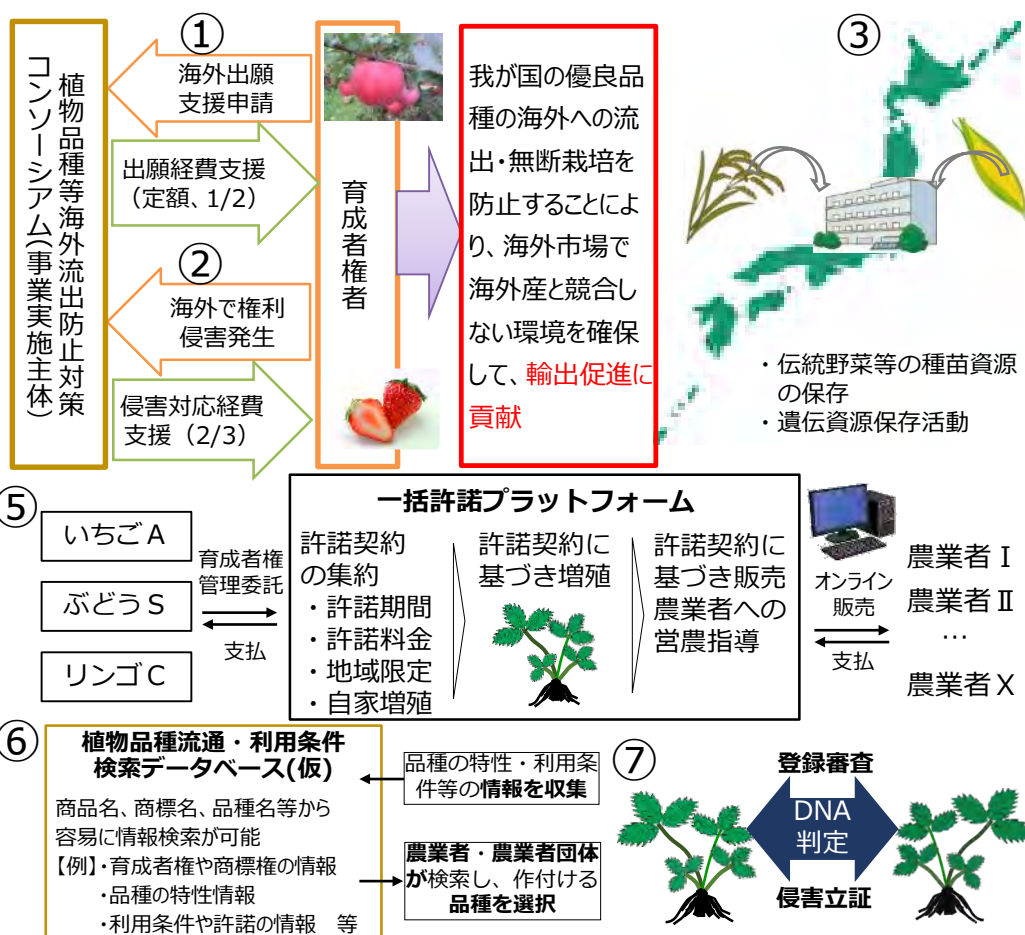 ①
海外出願
支援申請
植物品種等海外流出防止対策
コンソーシアム(事業実施主体)
出願経費支援
(定額、1/2)
②
海外で権利
侵害発生
侵害対応経費
支援（2/3）
育成者権者
我が国の優良品
種の海外への流
出・無断栽培を
防止することによ
り、海外市場で
海外産と競合し
ない環境を確保
して、輸出促進に
貢献
③
・伝統野菜等の種苗資源
の保存
・遺伝資源保存活動
⑤
いちごA
ぶどうS
リンゴC
育成者権
管理委託
支払
一括許諾プラットフォーム
許諾契約
の集約
・許諾期間
・許諾料金
・地域限定
・自家増殖
許諾契約に
基づき増殖
許諾契約に
基づき販売
農業者への
営農指導
オンライン
販売
支払
農業者Ⅰ
農業者Ⅱ
…
農業者X
⑥
植物品種流通・利用条件
検索データベース(仮)
商品名、商標名、品種名等から
容易に情報検索が可能
【例】・育成者権や商標権の情報
・品種の特性情報
・利用条件や許諾の情報　等
品種の特性・利用条
件等の情報を収集
農業者・農業者団体
が検索し、作付ける
品種を選択
⑦
登録審査
DNA
判定
侵害立証